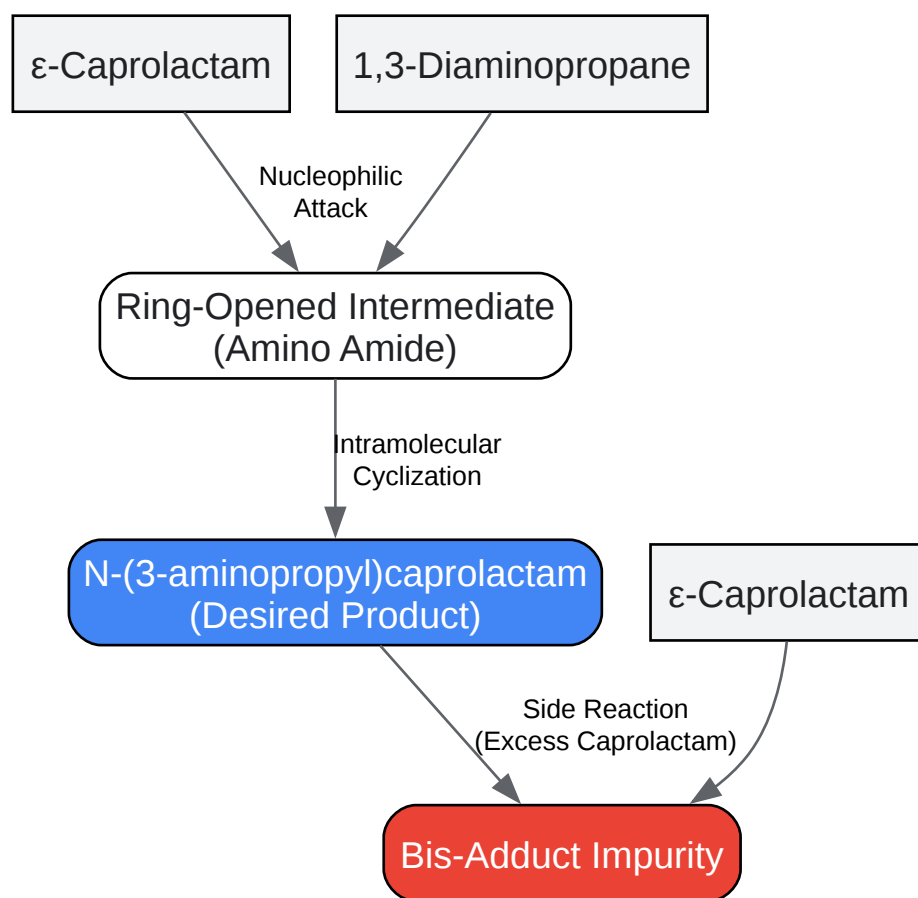 ε-Caprolactam
1,3-Diaminopropane
Nucleophilic
Attack
Ring-Opened Intermediate
(Amino Amide)
Intramolecular
Cyclization
N-(3-aminopropyl)caprolactam
(Desired Product)
ε-Caprolactam
Side Reaction
(Excess Caprolactam)
Bis-Adduct Impurity